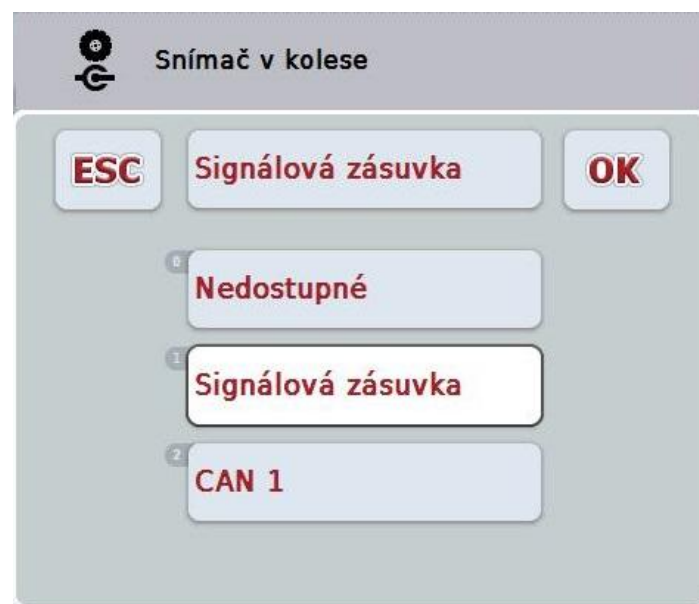 Snímač v kolese
ESC
Signálová zásuvka
OK
0
Nedostupné
1
Signálová zásuvka
2
CAN 1